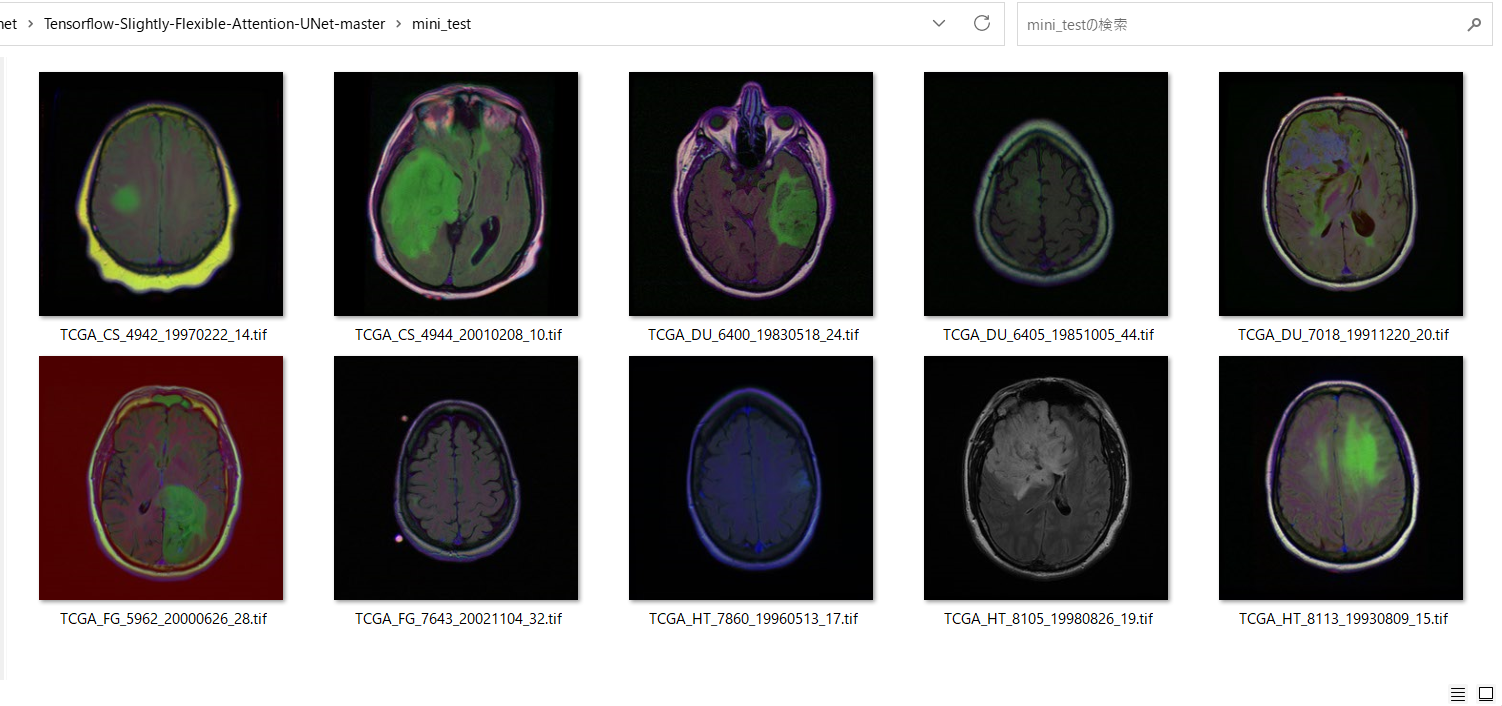 net > Tensorflow-Slightly-Flexible-Attention-UNet-master > mini_test
mini_testの検索
TCGA_CS_4942_19970222_14.tif
TCGA_CS_4944_20010208_10.tif
TCGA_DU_6400_19830518_24.tif
TCGA_DU_6405_19851005_44.tif
TCGA_DU_7018_19911220_20.tif
TCGA_FG_5962_20000626_28.tif
TCGA_FG_7643_20021104_32.tif
TCGA_HT_7860_19960513_17.tif
TCGA_HT_8105_19980826_19.tif
TCGA_HT_8113_19930809_15.tif